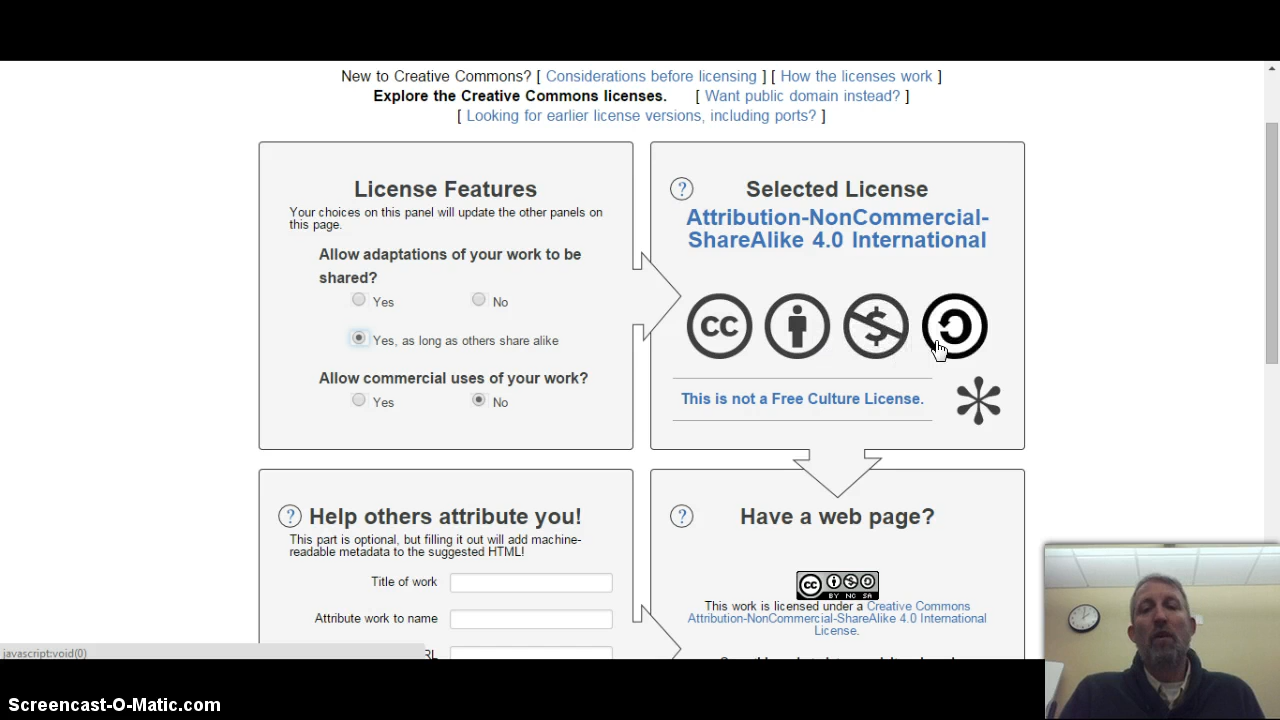 New to Creative Commons? [ Considerations before licensing ] [ How the licenses work ]
Explore the Creative Commons licenses. [ Want public domain instead? ]
[ Looking for earlier license versions, including ports? ]
License Features
Your choices on this panel will update the other panels on
this page.
Allow adaptations of your work to be
shared?
Yes No
Yes, as long as others share alike
Allow commercial uses of your work?
Yes No
? Selected License
Attribution-NonCommercial-
ShareAlike 4.0 International
CC $
This is not a Free Culture License.
? Help others attribute you!
This part is optional, but filling it out will add machine-
readable metadata to the suggested HTML!
Title of work
Attribute work to name
RL
? Have a web page?
CC BY NC SA
This work is licensed under a Creative Commons
Attribution-NonCommercial-ShareAlike 4.0 International
License.
javascript:void(0)
Screencast-O-Matic.com